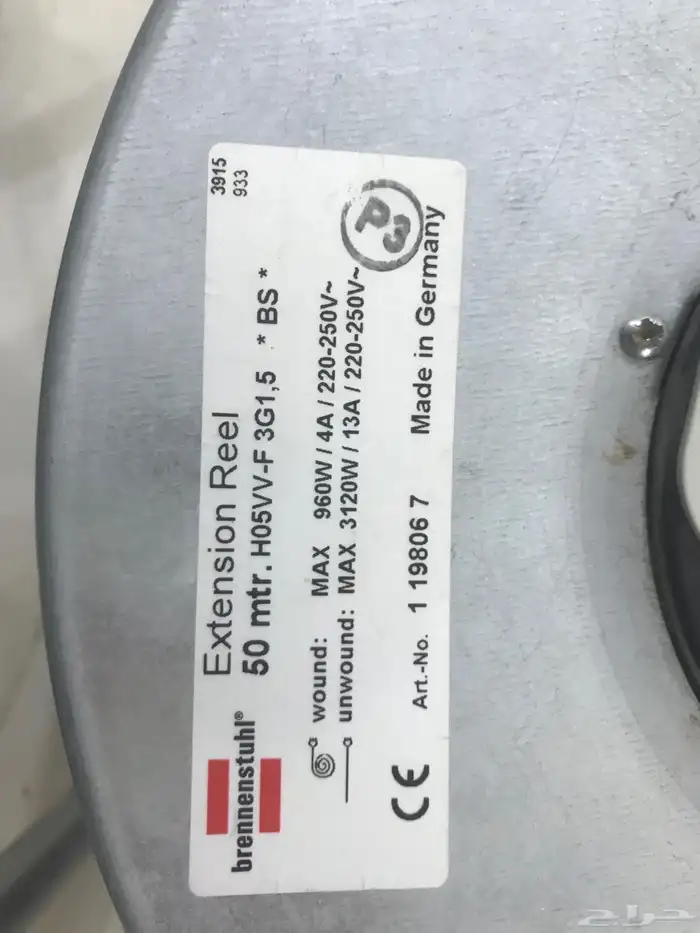 3915
933
brennenstuhl®
Extension Reel
50 mtr. H05VV-F 3G1,5 * BS *
wound: MAX 960W / 4A / 220-250V~
unwound: MAX 3120W / 13A / 220-250V~
P3
CE
Art.-No. 1 19806 7 Made in Germany
حراج